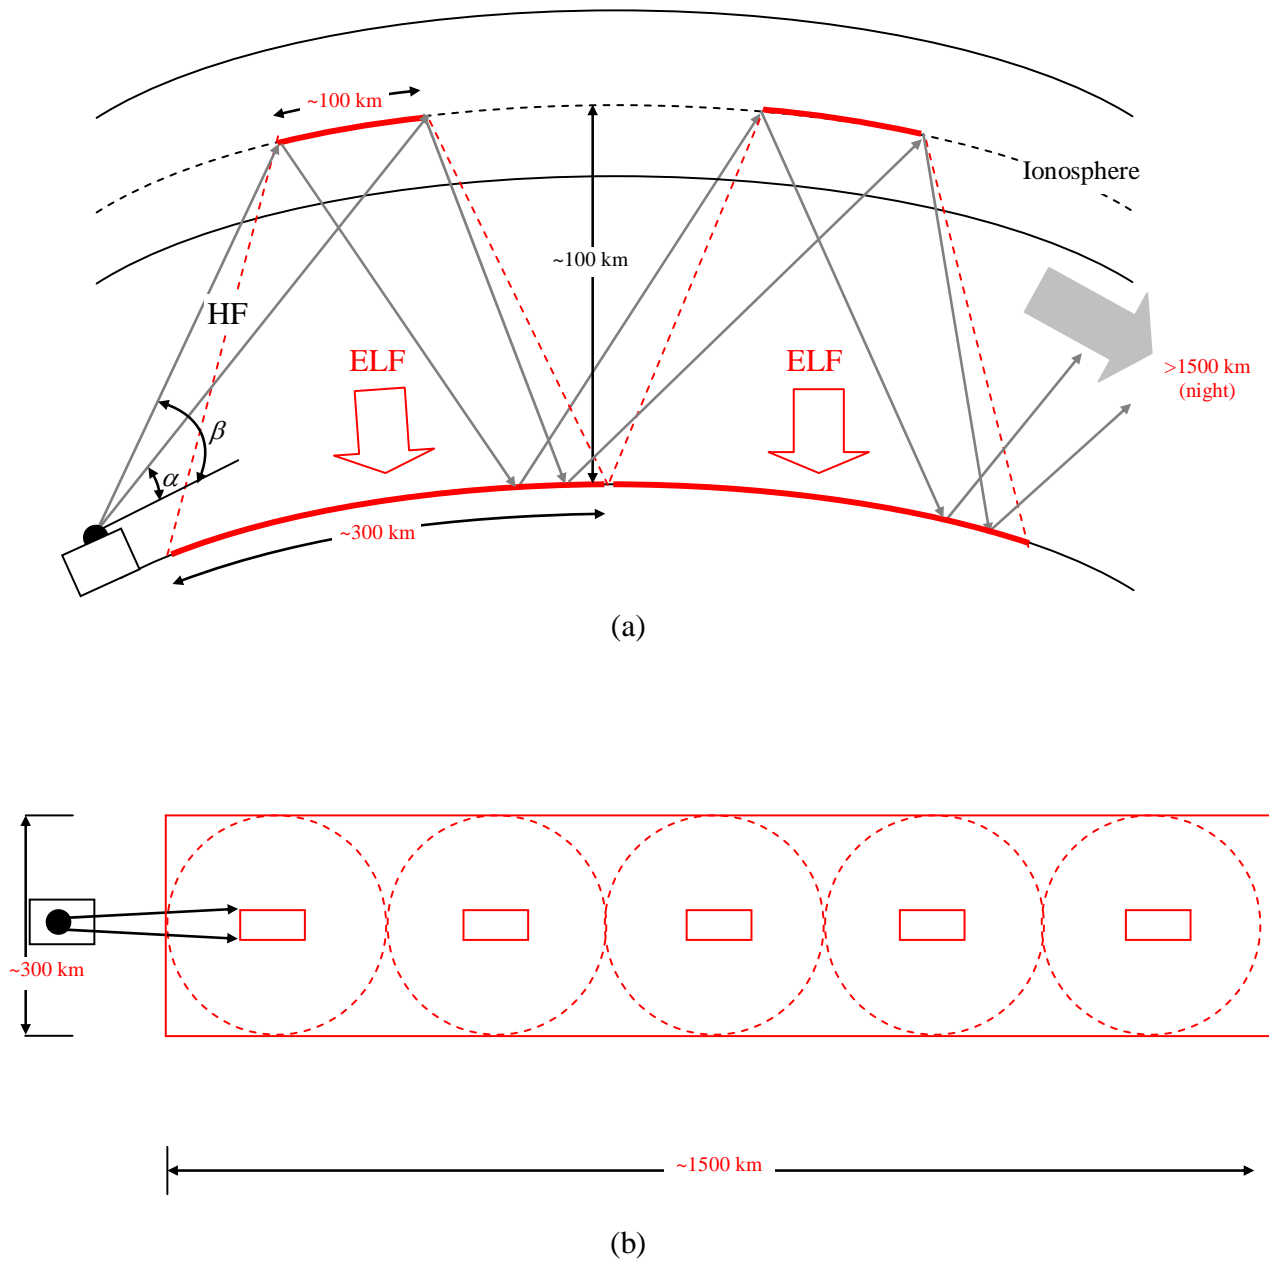 ~100 km
Ionosphere
~100 km
HF
ELF
ELF
>1500 km
(night)
β
α
~300 km
(a)
~300 km
~1500 km
(b)